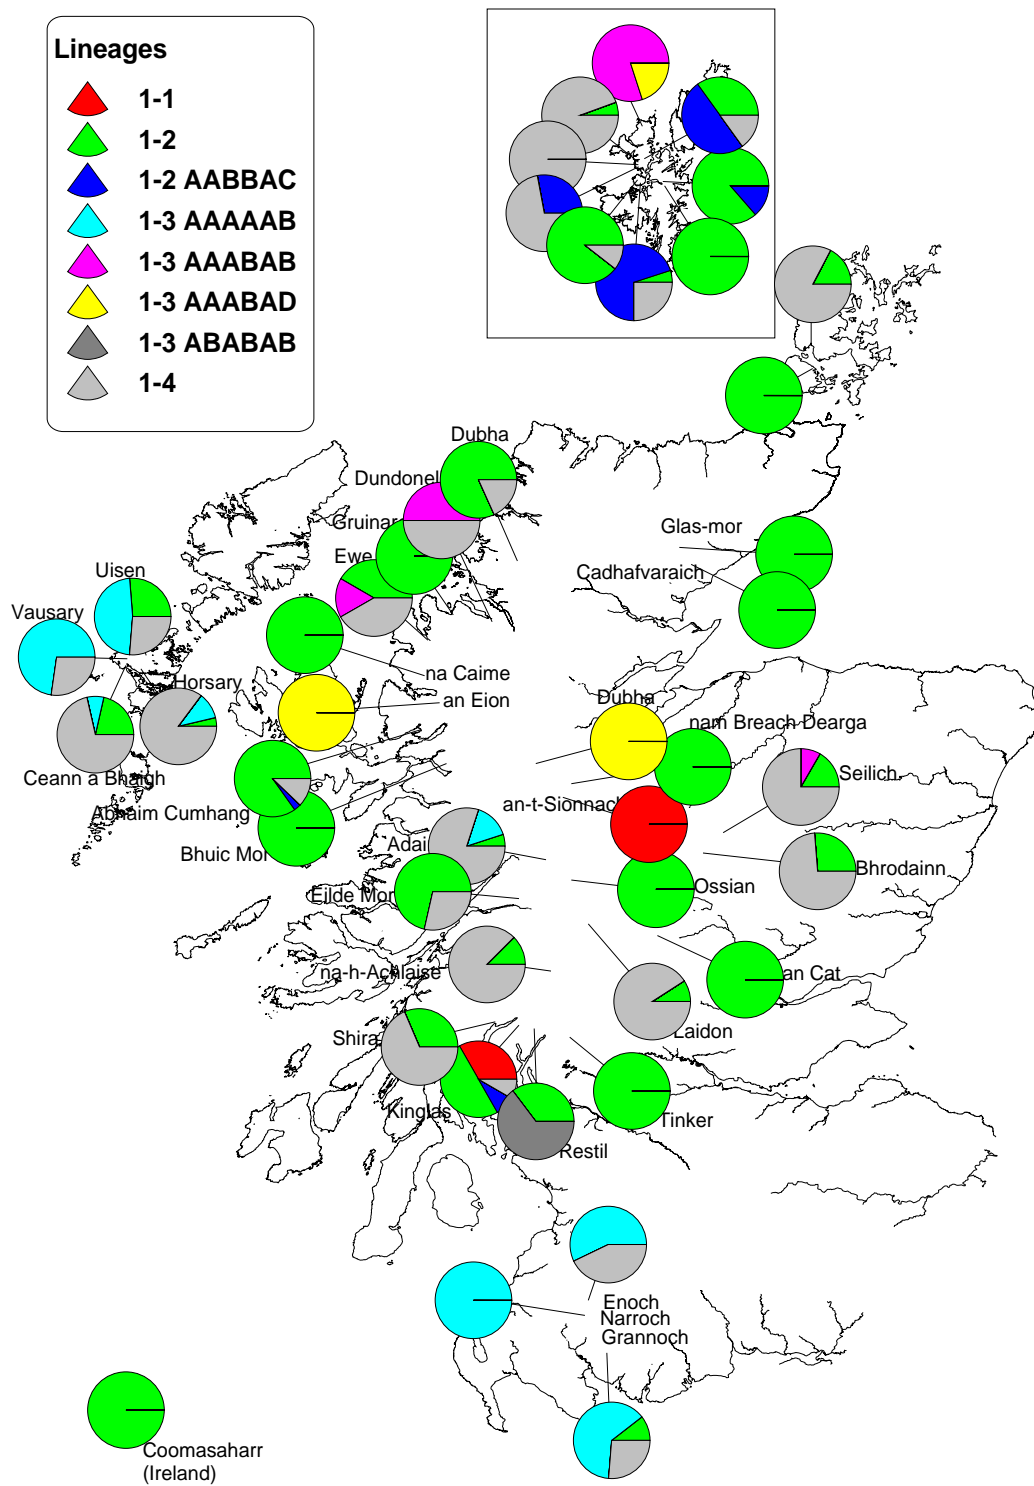 Lineages
1-1
1-2
1-2 AABBAC
1-3 AAAAAB
1-3 AAABAB
1-3 AAABAD
1-3 ABABAB
1-4
Dubha
Dundonel
Gruinar
Ewe
Glas-mor
Cadhafvaraich
Uisen
Vausary
Horsary
Ceann a Bhaigh
na Caime
an Eion
Dubha
nam Breach Dearga
Seilich
Abhaim Cumhang
an-t-Sionnach
Bhuic Mor
Adai
Bhrodainn
Eilde Mor
Ossian
na-h-Achlaise
an Cat
Laidon
Shira
Kinglas
Tinker
Restil
Enoch
Narroch
Grannoch
Coomasaharr
(Ireland)